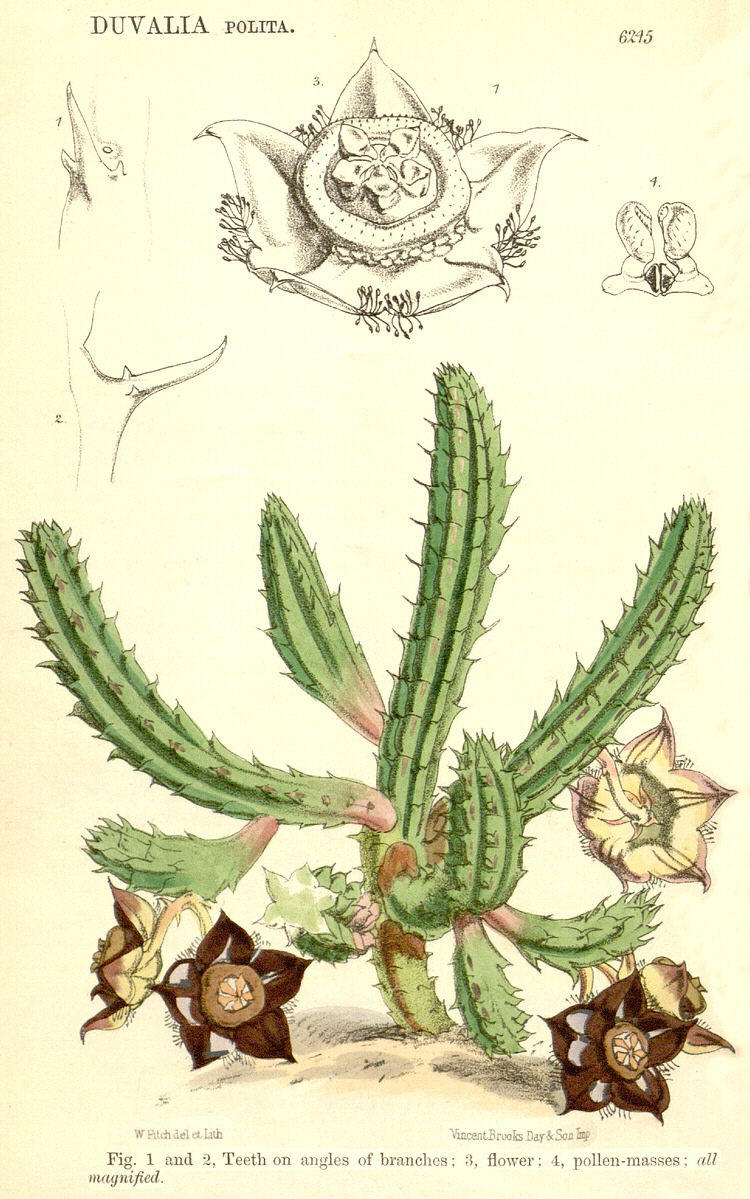 DUVALIA POLITA.
6245
3.
7
1
4.
2.
W Fitch del et Lith
Vincent Brooks Day & Son Imp
Fig. 1 and 2, Teeth on angles of branches; 3, flower; 4, pollen-masses; all
magnified.